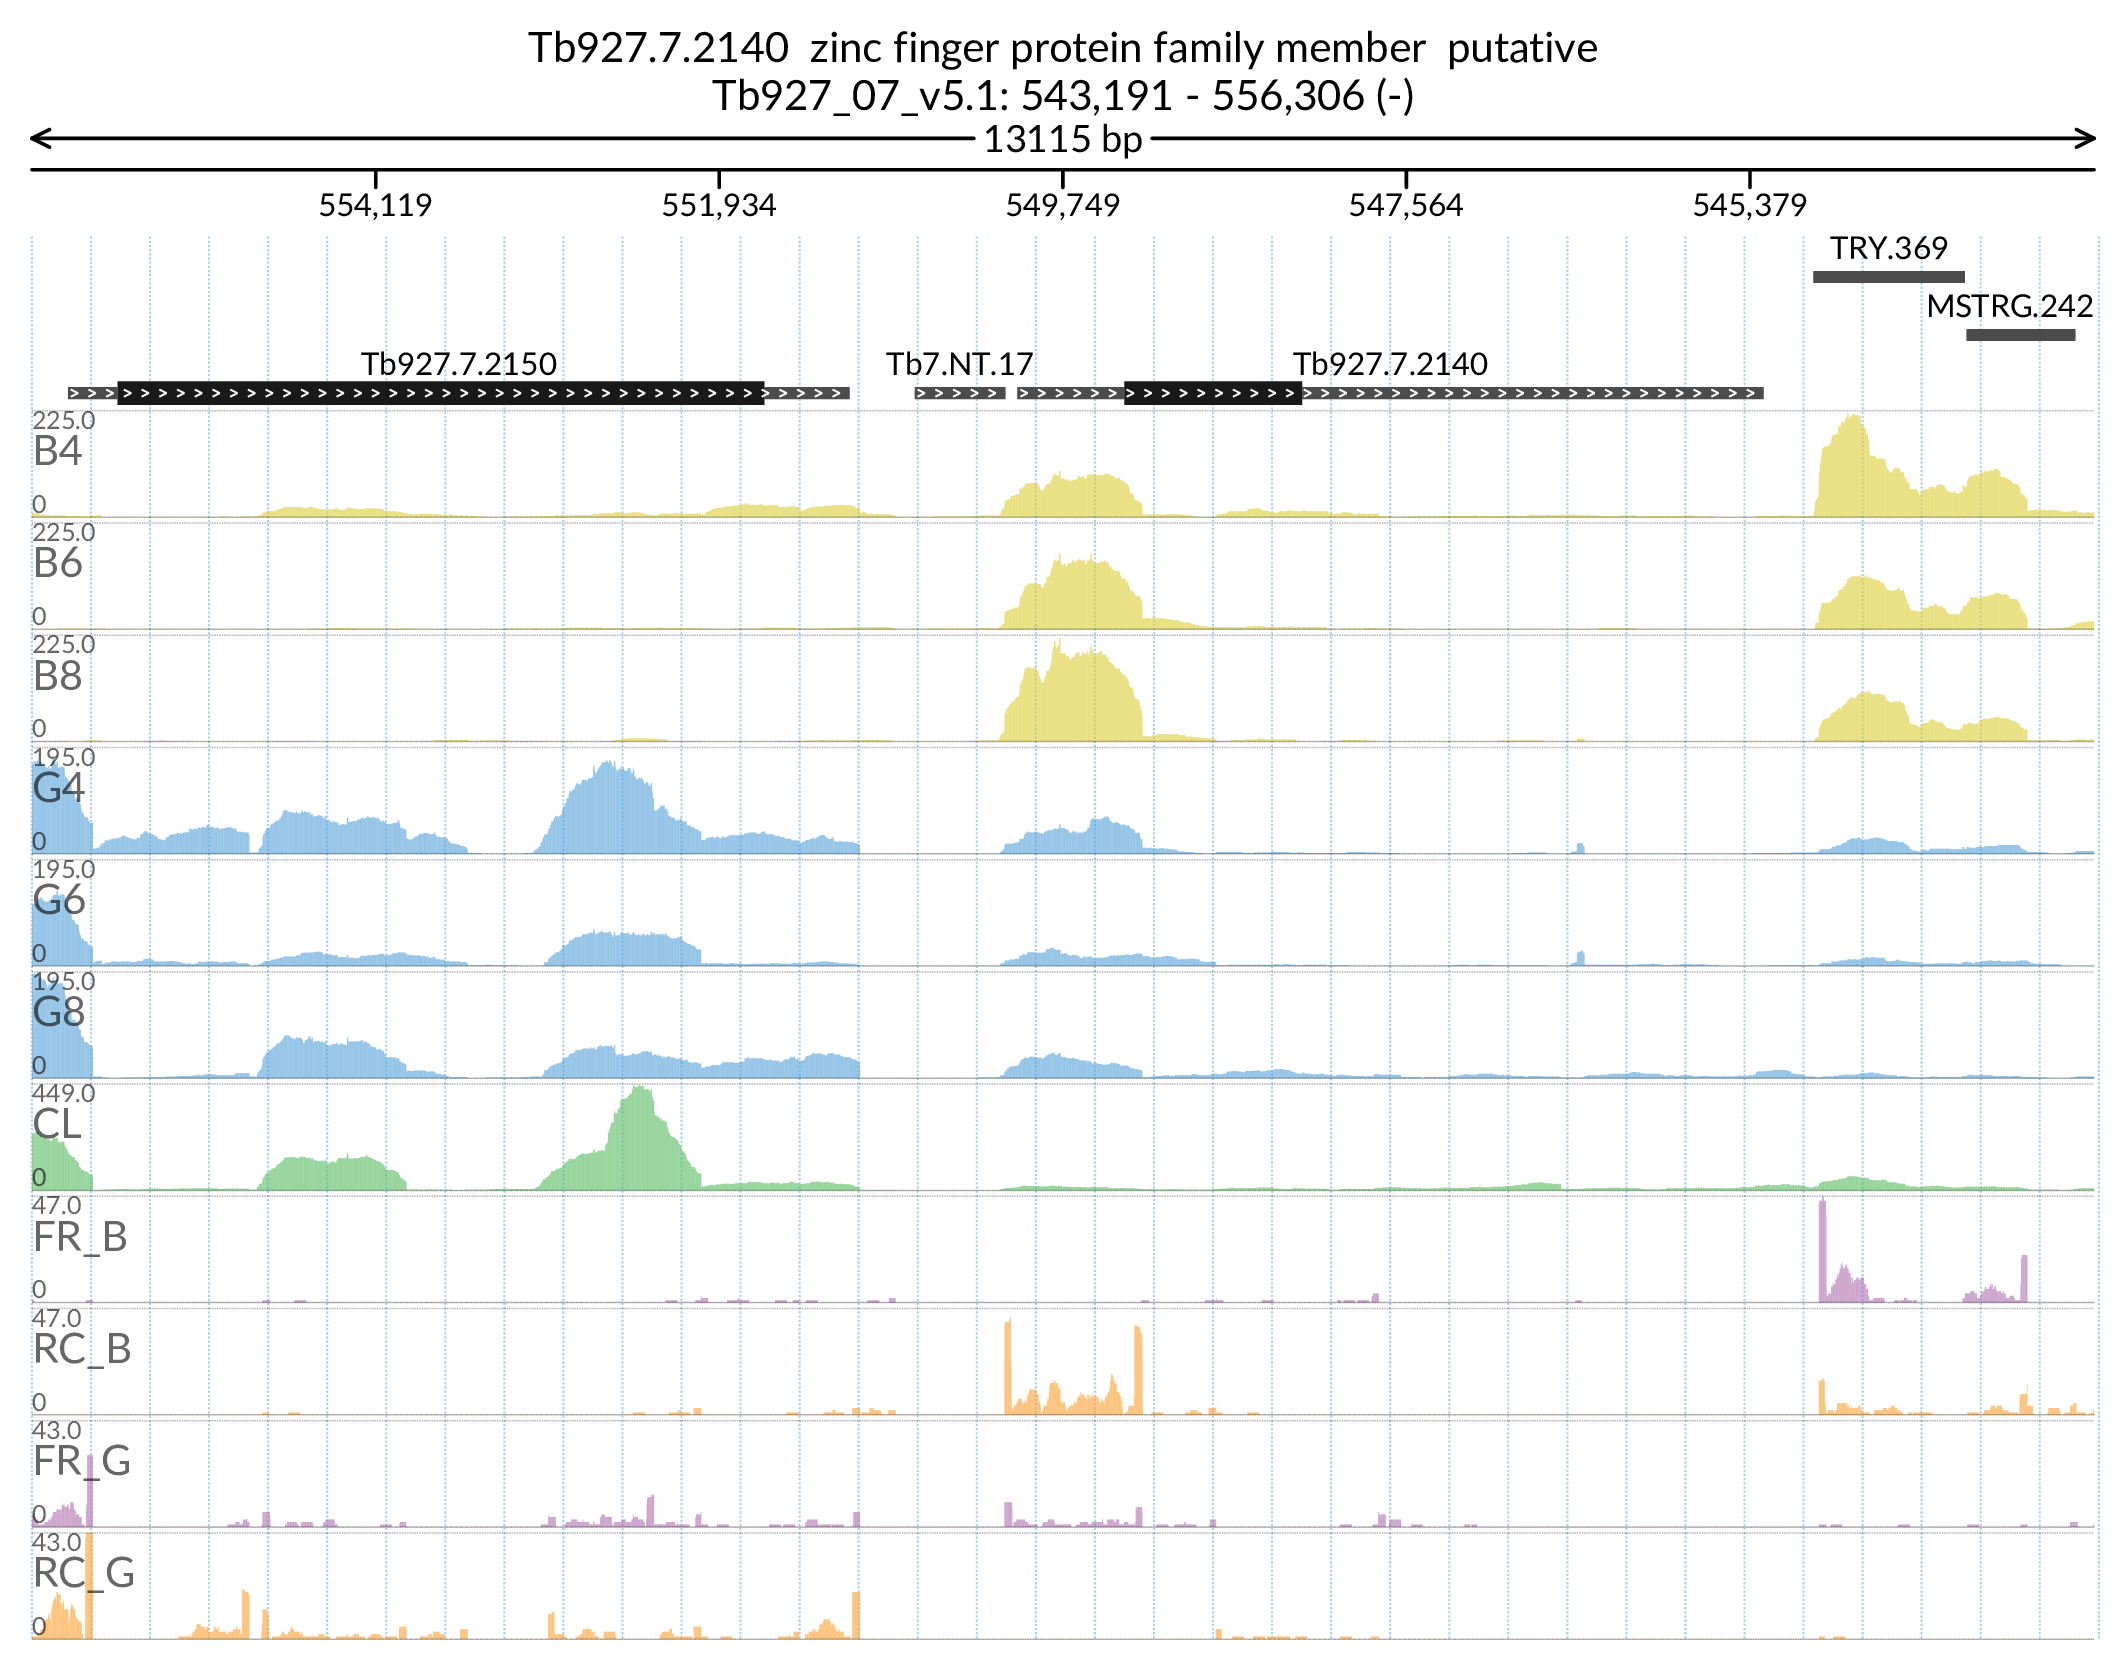 Tb927.7.2140 zinc finger protein family member putative
Tb927_07_v5.1: 543,191 - 556,306 (-)
13115 bp
554,119 551,934 549,749 547,564 545,379
TRY.369
MSTRG.242
Tb927.7.2150 Tb7.NT.17 Tb927.7.2140
225.0
B4
0
225.0
B6
0
225.0
B8
0
195.0
G4
0
195.0
G6
0
195.0
G8
0
449.0
CL
0
47.0
FR_B
0
47.0
RC_B
0
43.0
FR_G
0
43.0
RC_G
0